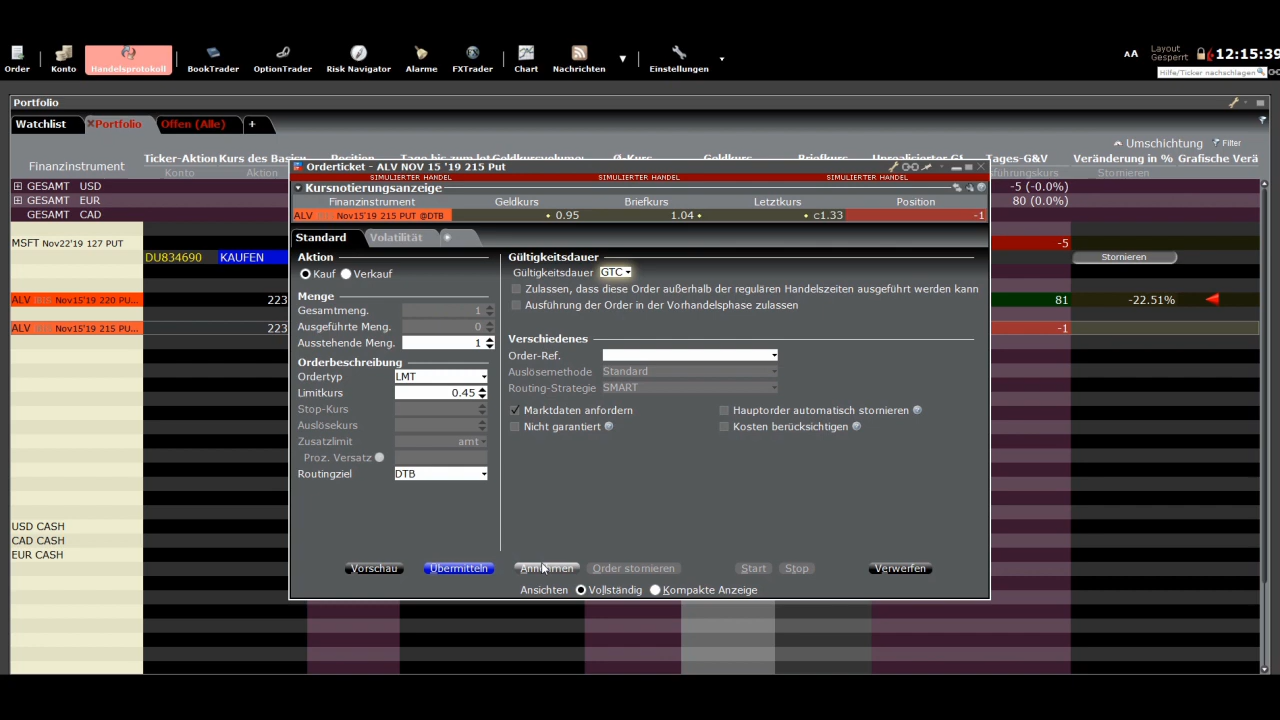 Order
Konto
Handelsprotokoll
BookTrader
OptionTrader
Risk Navigator
Alarme
FXTrader
Chart
Nachrichten
Einstellungen
AA
Layout
Gesperrt
12:15:39
Hilfe/Ticker nachschlagen
Portfolio
Watchlist
Portfolio
Offen (Alle)
+
Umschichtung
Filter
Finanzinstrument
Ticker-Aktion
Konto
Kurs des Basisv
Aktion
Ø-Kurs
Geldkurs
Briefkurs
Tages-G&V
Veränderung in %
Stornieren
Grafische Verä
GESAMT USD
-5 (-0.0%)
GESAMT EUR
80 (0.0%)
GESAMT CAD
MSFT Nov22'19 127 PUT
-5
DU834690
KAUFEN
Stornieren
ALV
Nov15'19 220 PU...
223
81
-22.51%
ALV
Nov15'19 215 PU...
223
-1
USD CASH
CAD CASH
EUR CASH
Orderticket - ALV NOV 15 '19 215 Put
SIMULIERTER HANDEL
SIMULIERTER HANDEL
SIMULIERTER HANDEL
Kursnotierungsanzeige
Finanzinstrument
Geldkurs
Briefkurs
Letztkurs
Position
ALV
Nov15'19 215 PUT @DTB
0.95
1.04
c1.33
-1
Standard
Volatilität
Aktion
Kauf
Verkauf
Menge
Gesamtmeng.
1
Ausgeführte Meng.
0
Ausstehende Meng.
1
Orderbeschreibung
Ordertyp
LMT
Limitkurs
0.45
Stop-Kurs
Auslösekurs
Zusatzlimit
amt
Proz. Versatz
Routingziel
DTB
Gültigkeitsdauer
Gültigkeitsdauer
GTC
Zulassen, dass diese Order außerhalb der regulären Handelszeiten ausgeführt werden kann
Ausführung der Order in der Vorhandelsphase zulassen
Verschiedenes
Order-Ref.
Auslösemethode
Standard
Routing-Strategie
SMART
Marktdaten anfordern
Hauptorder automatisch stornieren
Nicht garantiert
Kosten berücksichtigen
Vorschau
Übermitteln
Annehmen
Order stornieren
Start
Stop
Verwerfen
Ansichten
Vollständig
Kompakte Anzeige